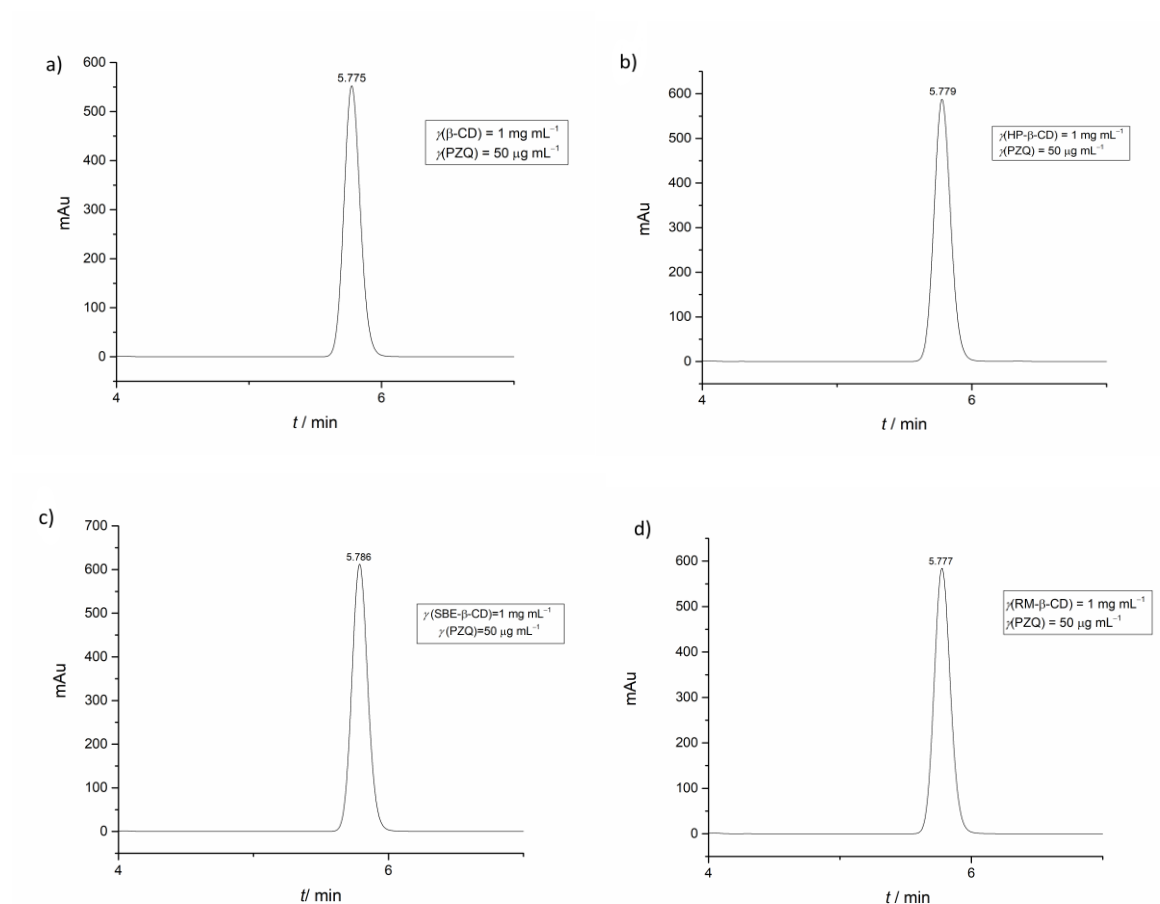 a)
600
500
400
300
200
100
0
mAu
5.775
γ(β-CD) = 1 mg mL⁻¹
γ(PZQ) = 50 μg mL⁻¹
4
6
t / min
b)
600
500
400
300
200
100
0
mAu
5.779
γ(HP-β-CD) = 1 mg mL⁻¹
γ(PZQ) = 50 μg mL⁻¹
4
6
t / min
c)
700
600
500
400
300
200
100
0
mAu
5.786
γ (SBE-β-CD)=1 mg mL⁻¹
γ (PZQ)=50 μg mL⁻¹
4
6
t/ min
d)
600
500
400
300
200
100
0
mAu
5.777
γ(RM-β-CD) = 1 mg mL⁻¹
γ(PZQ) = 50 μg mL⁻¹
4
6
t / min